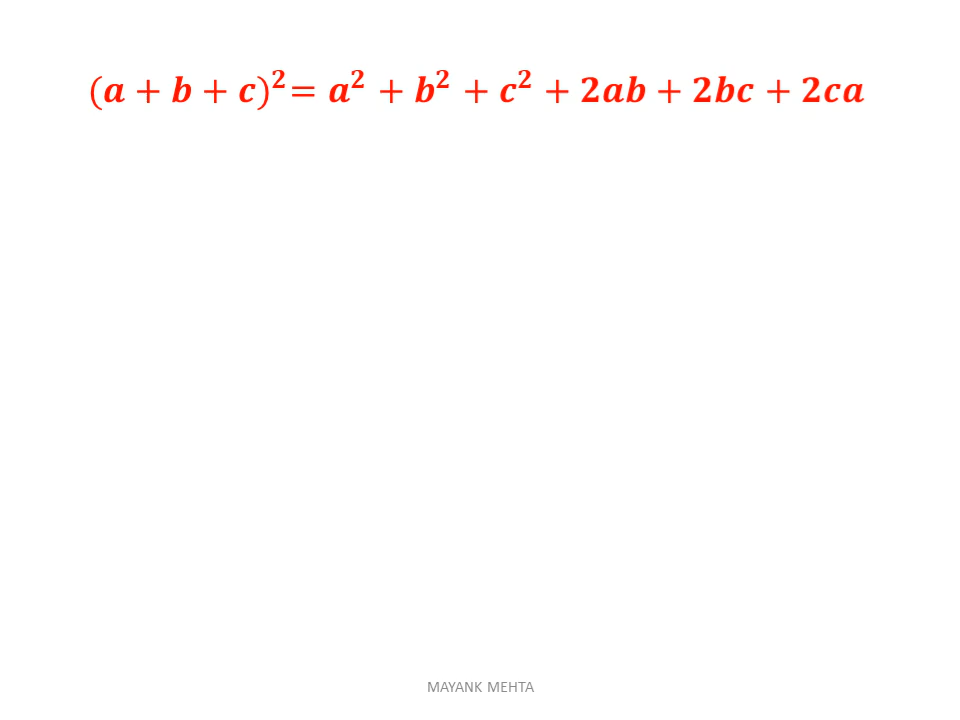 (a + b + c)² = a² + b² + c² + 2ab + 2bc + 2ca
MAYANK MEHTA